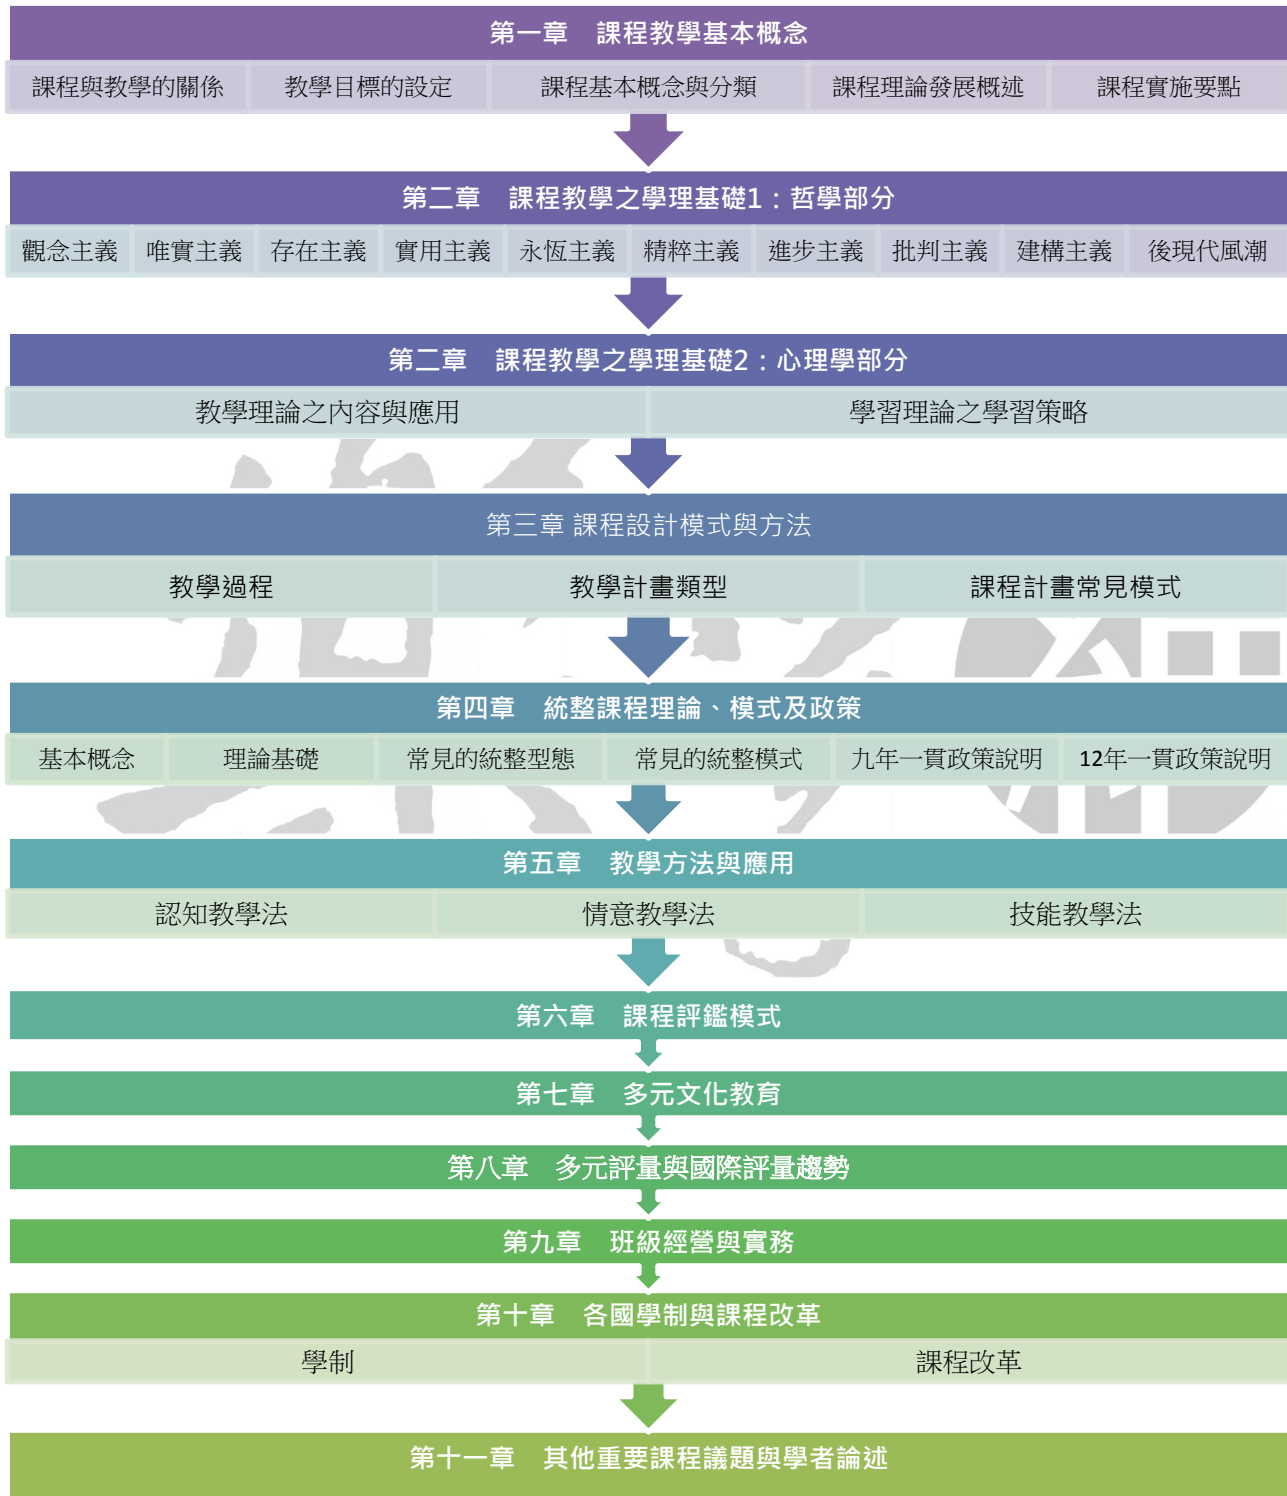 第一章　課程教學基本概念
課程與教學的關係 教學目標的設定 課程基本概念與分類 課程理論發展概述 課程實施要點
第二章　課程教學之學理基礎1：哲學部分
觀念主義 唯實主義 存在主義 實用主義 永恆主義 精粹主義 進步主義 批判主義 建構主義 後現代風潮
第二章　課程教學之學理基礎2：心理學部分
教學理論之內容與應用 學習理論之學習策略
第三章 課程設計模式與方法
教學過程 教學計畫類型 課程計畫常見模式
第四章　統整課程理論、模式及政策
基本概念 理論基礎 常見的統整型態 常見的統整模式 九年一貫政策說明 12年一貫政策說明
第五章　教學方法與應用
認知教學法 情意教學法 技能教學法
第六章　課程評鑑模式
第七章　多元文化教育
第八章　多元評量與國際評量趨勢
第九章　班級經營與實務
第十章　各國學制與課程改革
學制 課程改革
第十一章　其他重要課程議題與學者論述